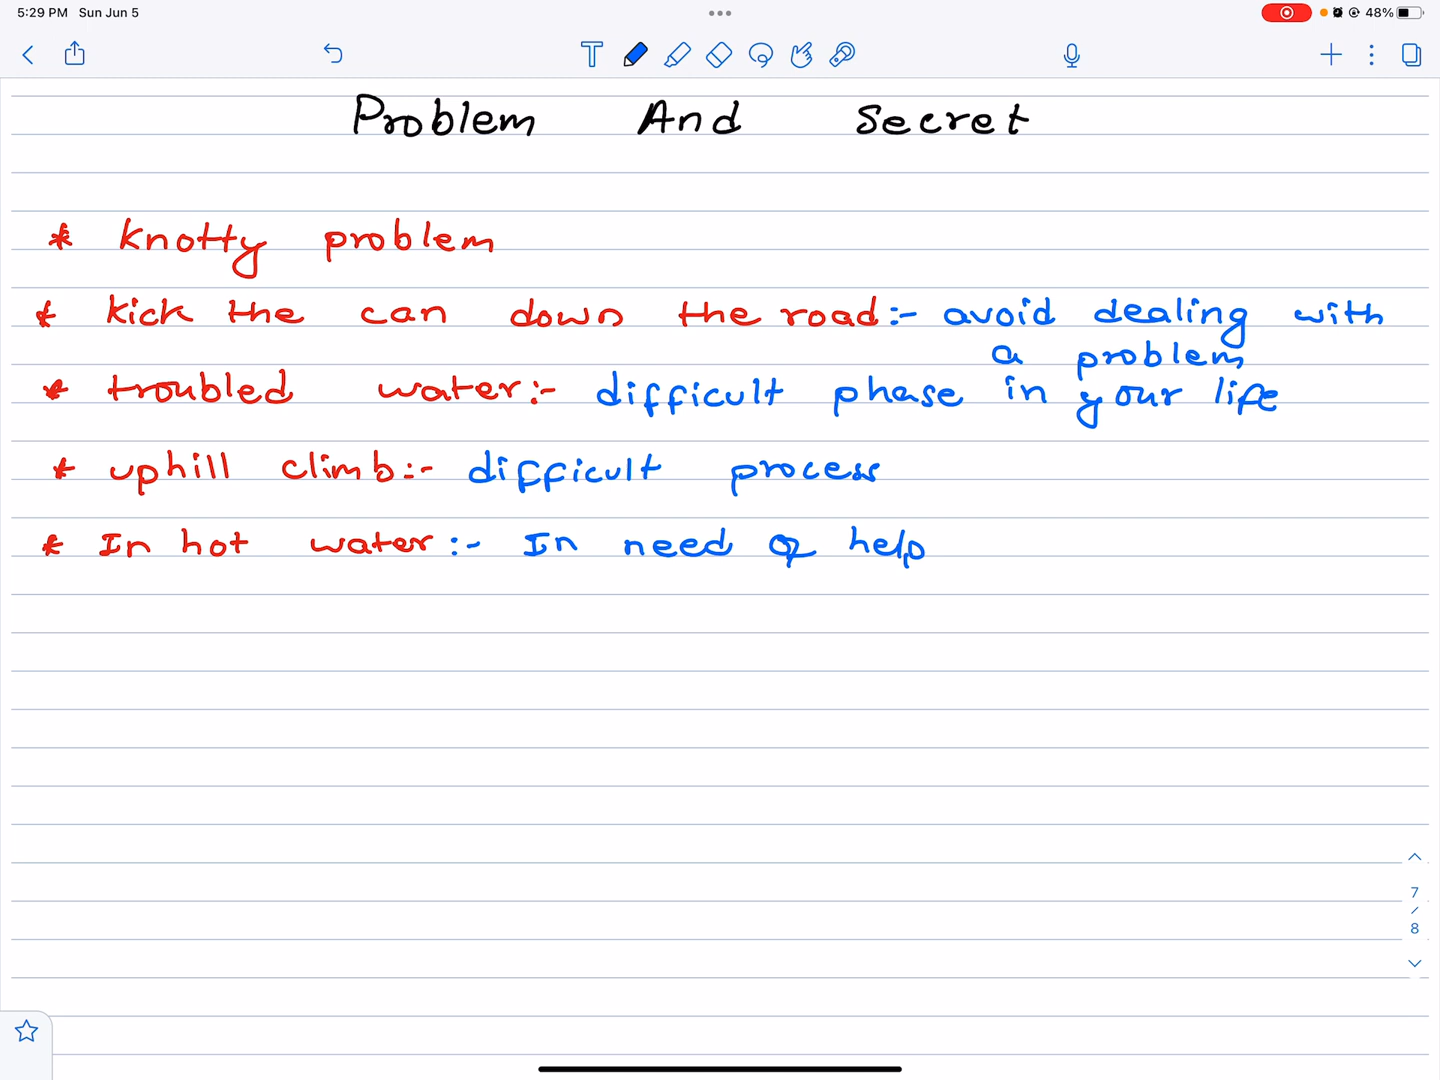 5:29 PM Sun Jun 5
48%
Problem And Secret
* Knotty problem
* Kick the can down the road :- avoid dealing with
a problem
* troubled water :- difficult phase in your life
* uphill climb :- difficult process
* In hot water :- In need of help
7
/
8